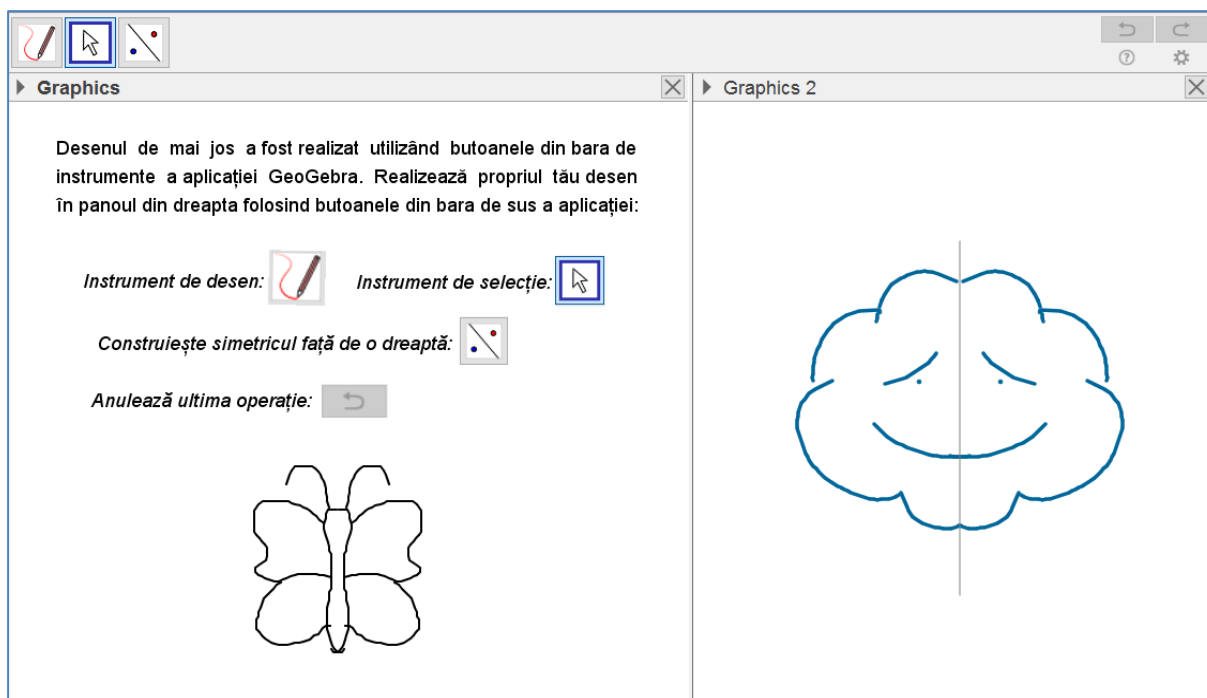 Graphics
Graphics 2
Desenul de mai jos a fost realizat utilizând butoanele din bara de
instrumente a aplicației GeoGebra. Realizează propriul tău desen
în panoul din dreapta folosind butoanele din bara de sus a aplicației:
Instrument de desen:
Instrument de selecție:
Construiește simetricul față de o dreaptă:
Anulează ultima operație: